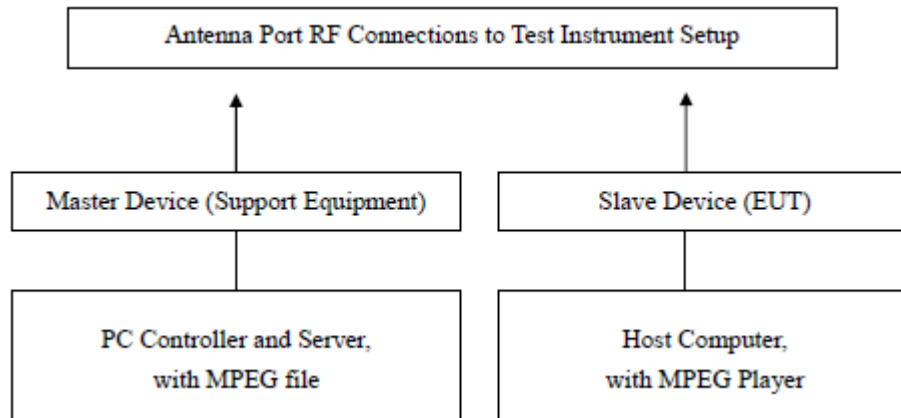 Antenna Port RF Connections to Test Instrument Setup
Master Device (Support Equipment)
Slave Device (EUT)
PC Controller and Server,
with MPEG file
Host Computer,
with MPEG Player